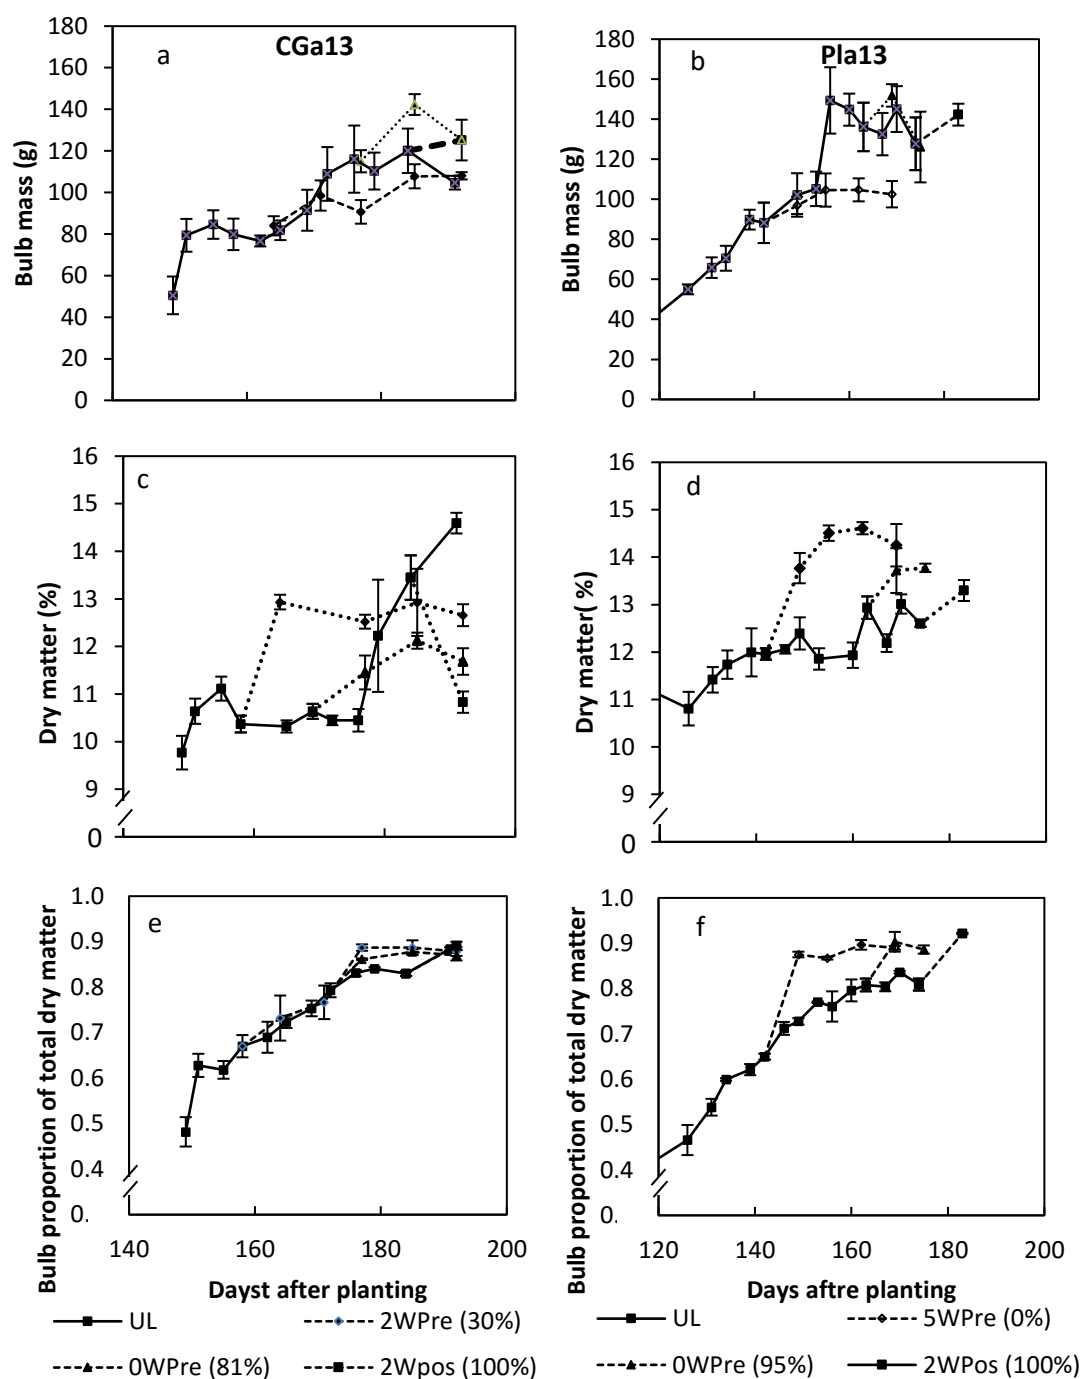 a
CGa13
180
160
140
120
100
80
60
40
20
0
Bulb mass (g)
b
Pla13
180
160
140
120
100
80
60
40
20
0
Bulb mass (g)
c
16
15
14
13
12
11
10
9
0
Dry matter (%)
d
16
15
14
13
12
11
10
9
0
Dry matter( %)
e
1.0
0.9
0.8
0.7
0.6
0.5
0.4
0.
Bulb proportion of total dry matter
140 160 180 200
Dayst after planting
f
1.0
0.9
0.8
0.7
0.6
0.5
0.4
0.
Bulb proportion of total dry matter
120 140 160 180 200
Days aftre planting
UL 2WPre (30%)
0WPre (81%) 2Wpos (100%)
UL 5WPre (0%)
0WPre (95%) 2WPos (100%)